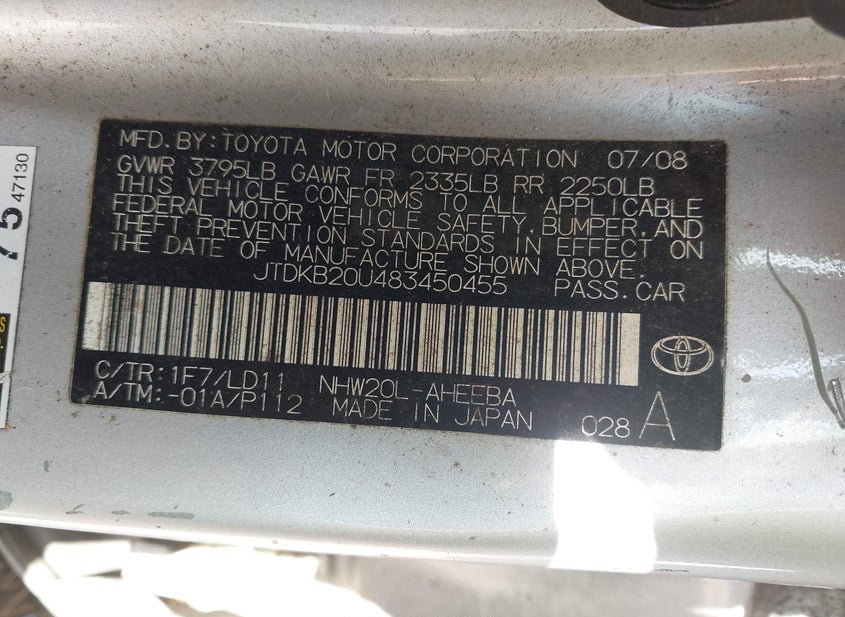 MFD. BY: TOYOTA MOTOR CORPORATION 07/08
GVWR 3795LB GAWR FR 2335LB RR 2250LB
THIS VEHICLE CONFORMS TO ALL APPLICABLE
FEDERAL MOTOR VEHICLE SAFETY, BUMPER, AND
THEFT PREVENTION STANDARDS IN EFFECT ON
THE DATE OF MANUFACTURE SHOWN ABOVE.
JTDKB20U483450455 PASS. CAR
C/TR: 1F7/LD11 NHW20L-AHEEBA
A/TM: -01A/P112 MADE IN JAPAN 028 A
75
47130